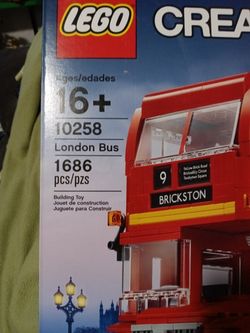 LEGO
CREA
Ages/edades
16+
10258
London Bus
1686
pcs/pzs
Building Toy
Jouet de construction
Juguete para Construir
9
BRICKSTON